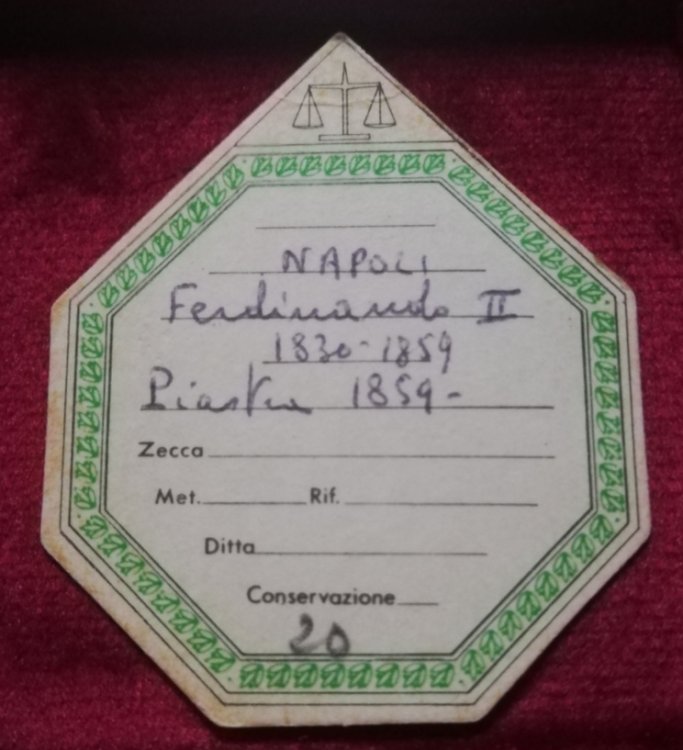 NAPOLI
Ferdinando II
1830-1859
Piastra 1859-
Zecca
Met. Rif.
Ditta
Conservazione
20